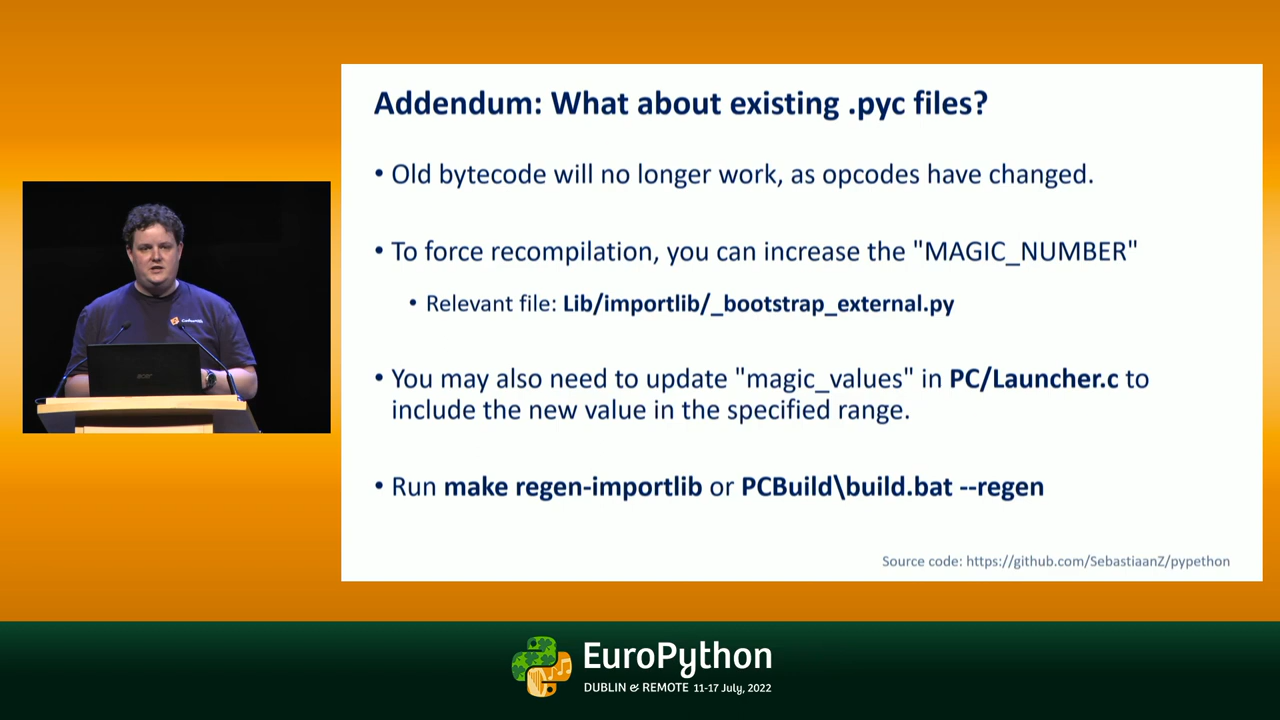 Addendum: What about existing .pyc files?
• Old bytecode will no longer work, as opcodes have changed.
• To force recompilation, you can increase the "MAGIC_NUMBER"
• Relevant file: Lib/importlib/_bootstrap_external.py
• You may also need to update "magic_values" in PC/Launcher.c to
include the new value in the specified range.
• Run make regen-importlib or PCBuild\build.bat --regen
Source code: https://github.com/SebastiaanZ/pypethon
acer
EuroPython
DUBLIN & REMOTE 11-17 July, 2022